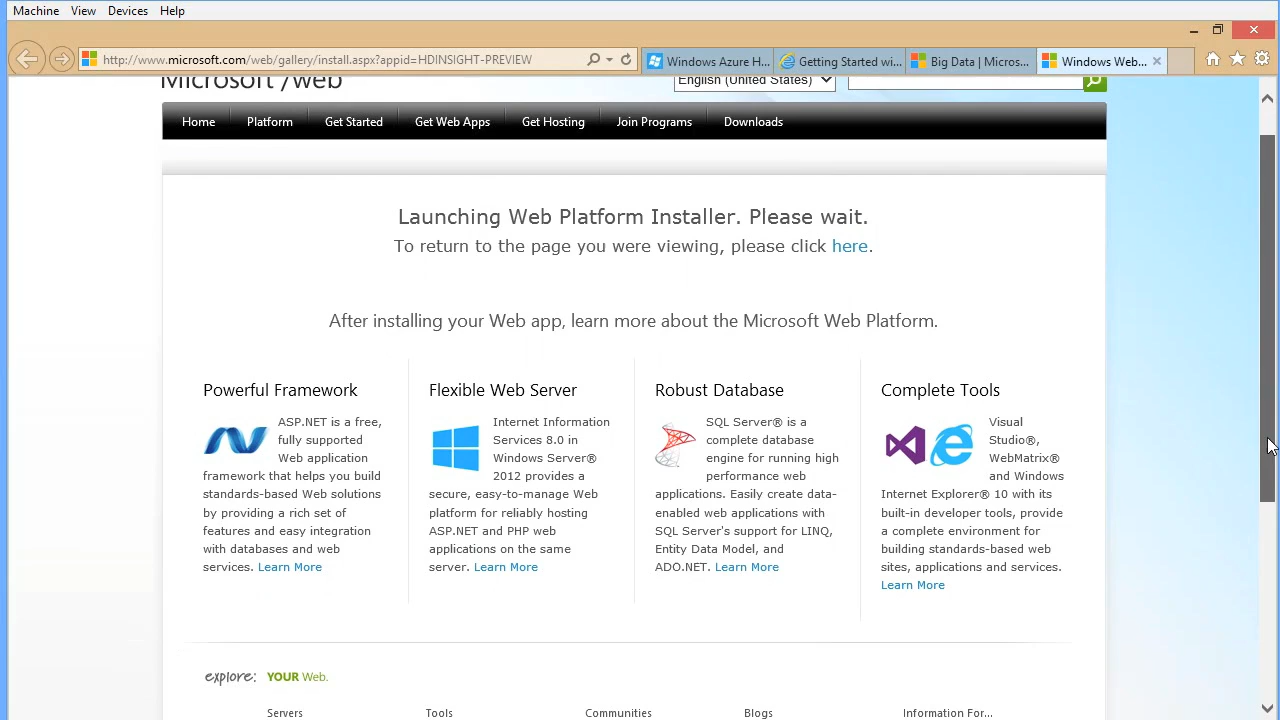 Machine View Devices Help
http://www.microsoft.com/web/gallery/install.aspx?appid=HDINSIGHT-PREVIEW
Windows Azure H...
Getting Started wi...
Big Data | Micros...
Windows Web...
Microsoft /web
English (United States)
Home Platform Get Started Get Web Apps Get Hosting Join Programs Downloads
Launching Web Platform Installer. Please wait.
To return to the page you were viewing, please click here.
After installing your Web app, learn more about the Microsoft Web Platform.
Powerful Framework
ASP.NET is a free,
fully supported
Web application
framework that helps you build
standards-based Web solutions
by providing a rich set of
features and easy integration
with databases and web
services. Learn More
Flexible Web Server
Internet Information
Services 8.0 in
Windows Server®
2012 provides a
secure, easy-to-manage Web
platform for reliably hosting
ASP.NET and PHP web
applications on the same
server. Learn More
Robust Database
SQL Server® is a
complete database
engine for running high
performance web
applications. Easily create data-
enabled web applications with
SQL Server's support for LINQ,
Entity Data Model, and
ADO.NET. Learn More
Complete Tools
Visual
Studio®,
WebMatrix®
and Windows
Internet Explorer® 10 with its
built-in developer tools, provide
a complete environment for
building standards-based web
sites, applications and services.
Learn More
explore: YOUR Web.
Servers Tools Communities Blogs Information For...